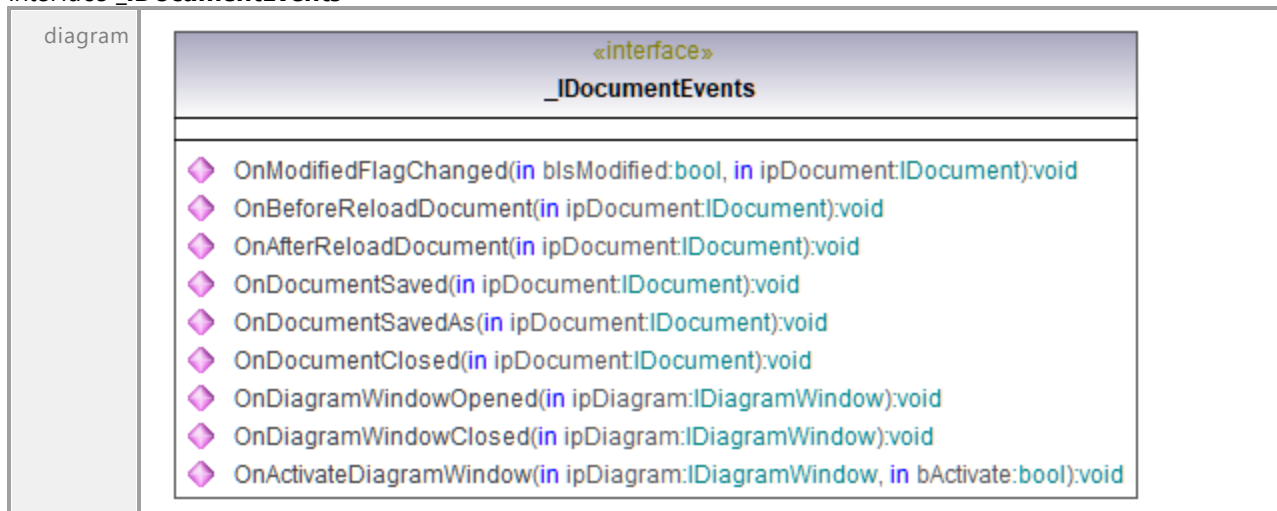 interface _IDocumentEvents
diagram
«interface»
_IDocumentEvents
OnModifiedFlagChanged(in bIsModified:bool, in ipDocument:IDocument):void
OnBeforeReloadDocument(in ipDocument:IDocument):void
OnAfterReloadDocument(in ipDocument:IDocument):void
OnDocumentSaved(in ipDocument:IDocument):void
OnDocumentSavedAs(in ipDocument:IDocument):void
OnDocumentClosed(in ipDocument:IDocument):void
OnDiagramWindowOpened(in ipDiagram:IDiagramWindow):void
OnDiagramWindowClosed(in ipDiagram:IDiagramWindow):void
OnActivateDiagramWindow(in ipDiagram:IDiagramWindow, in bActivate:bool):void